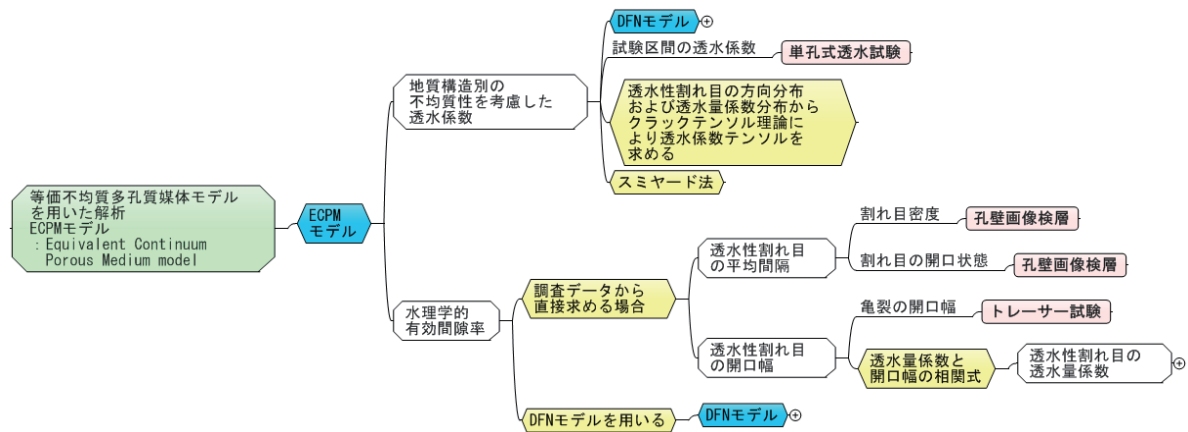 等価不均質多孔質媒体モデル
を用いた解析
ECPMモデル
：Equivalent Continuum
Porous Medium model
ECPM
モデル
地質構造別の
不均質性を考慮した
透水係数
DFNモデル
試験区間の透水係数
単孔式透水試験
透水性割れ目の方向分布
および透水量係数分布から
クラックテンソル理論に
より透水係数テンソルを
求める
スミヤード法
水理学的
有効間隙率
調査データから
直接求める場合
透水性割れ目
の平均間隔
割れ目密度
孔壁画像検層
割れ目の開口状態
孔壁画像検層
透水性割れ目
の開口幅
亀裂の開口幅
トレーサー試験
透水量係数と
開口幅の相関式
透水性割れ目の
透水量係数
DFNモデルを用いる
DFNモデル